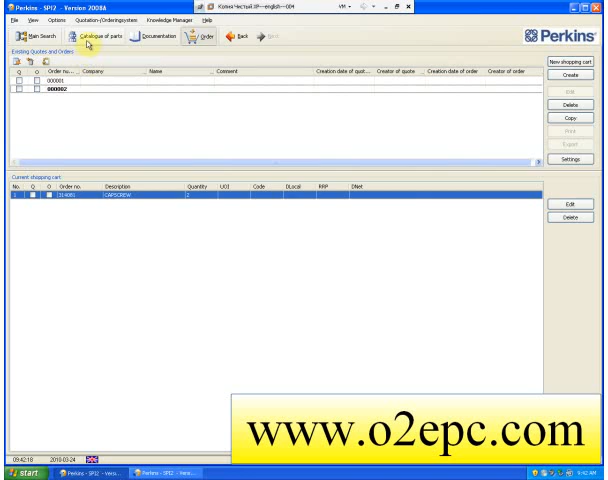 Perkins - SPI2 - Version 2008A
VM
File View Options Quotation-/Orderingsystem Knowledge Manager Help
Main Search Catalogue of parts Documentation Order Back Next Perkins
Existing Quotes and Orders
New shopping cart
Q O Order nu... Company ... Name ... Comment Creation date of quot... Creator of quote ... Creation date of order Creator of order
Create
000001
000002
Edit
Delete
Copy
Print
Export
Settings
Current shopping cart
No. Q O Order no. Description Quantity UOI Code DLocal RRP DNet
1 314081 CAPSCREW 2
Edit
Delete
www.o2epc.com
09:42:18 2010-03-24
start Perkins - SPI2 - Versi... Perkins - SPI2 - Versi... 9:42 AM